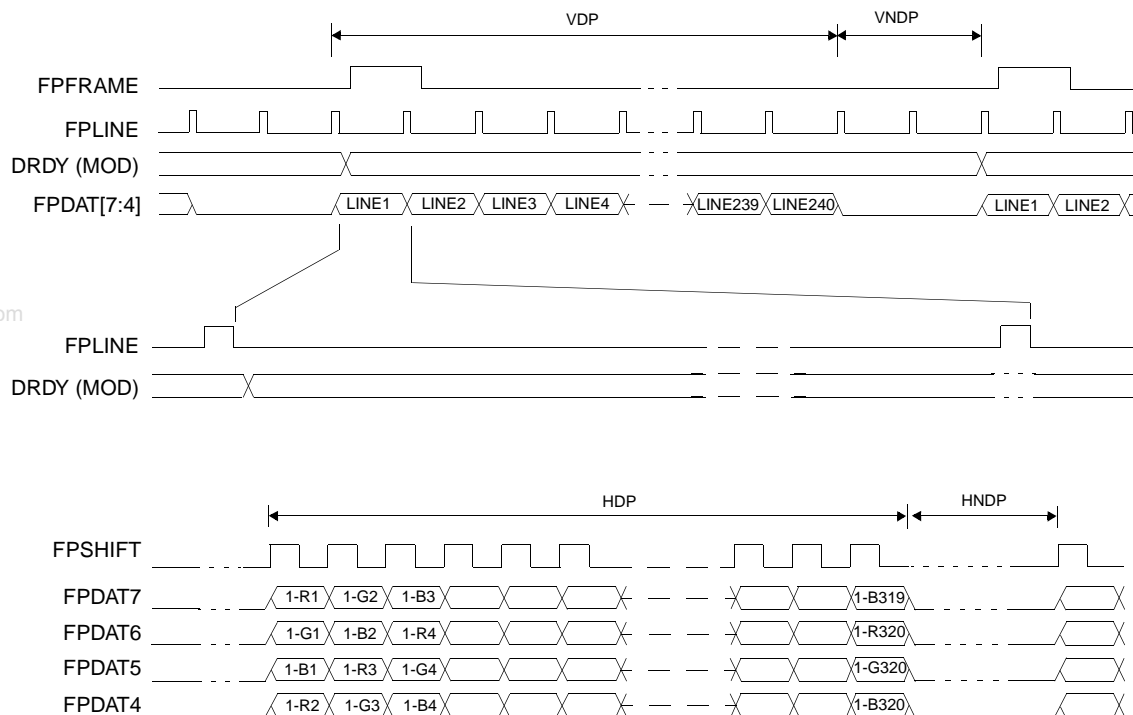 VDP VNDP
FPFRAME
FPLINE
DRDY (MOD)
FPDAT[7:4] LINE1 LINE2 LINE3 LINE4 LINE239 LINE240 LINE1 LINE2
om
FPLINE
DRDY (MOD)
HDP HNDP
FPSHIFT
FPDAT7 1-R1 1-G2 1-B3 1-B319
FPDAT6 1-G1 1-B2 1-R4 1-R320
FPDAT5 1-B1 1-R3 1-G4 1-G320
FPDAT4 1-R2 1-G3 1-B4 1-B320